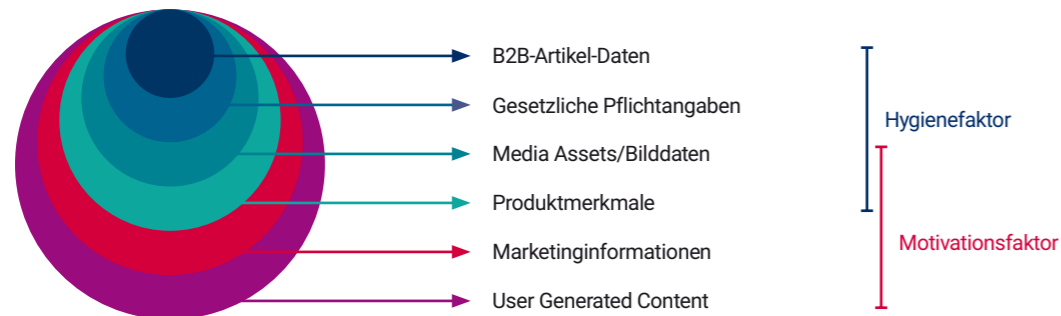 B2B-Artikel-Daten
Gesetzliche Pflichtangaben
Media Assets/Bilddaten
Produktmerkmale
Marketinginformationen
User Generated Content
Hygienefaktor
Motivationsfaktor